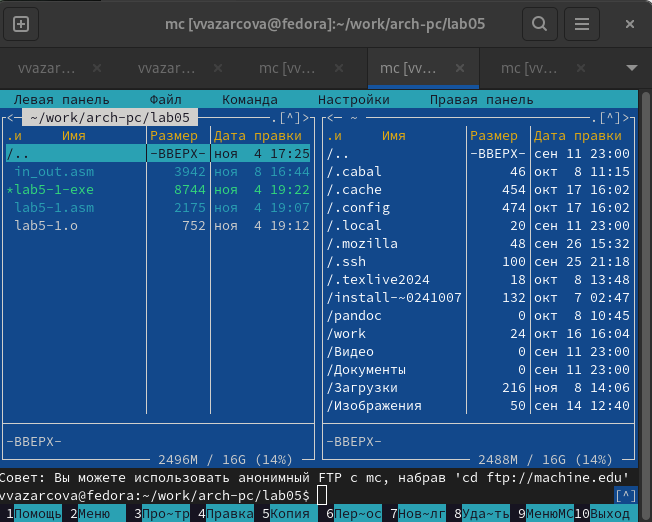 mc [vvazarcova@fedora]:~/work/arch-pc/lab05
vvazar… × vvazar… × mc [vv… × mc [vv… × mc [vv… ×
Левая панель Файл Команда Настройки Правая панель
<─ ~/work/arch-pc/lab05 ─.[^]> <─ ~ ─.[^]>
.и Имя Размер Дата правки .и Имя Размер Дата правки
/.. -ВВЕРХ- ноя 4 17:25 /.. -ВВЕРХ- сен 11 23:00
in_out.asm 3942 ноя 8 16:44 /.cabal 46 окт 8 11:15
*lab5-1-exe 8744 ноя 4 19:22 /.cache 454 окт 17 16:02
lab5-1.asm 2175 ноя 4 19:07 /.config 474 окт 17 16:02
lab5-1.o 752 ноя 4 19:12 /.local 20 сен 11 23:00
/.mozilla 48 сен 26 15:32
/.ssh 100 сен 25 21:18
/.texlive2024 18 окт 8 13:48
/install-~0241007 132 окт 7 02:47
/pandoc 0 окт 8 10:45
/work 24 окт 16 16:04
/Видео 0 сен 11 23:00
/Документы 0 сен 11 23:00
/Загрузки 216 ноя 8 14:06
/Изображения 50 сен 14 12:40
-ВВЕРХ- -ВВЕРХ-
2496M / 16G (14%) 2488M / 16G (14%)
Совет: Вы можете использовать анонимный FTP с mc, набрав 'cd ftp://machine.edu'
vvazarcova@fedora:~/work/arch-pc/lab05$ [^]
1Помощь 2Меню 3Про~тр 4Правка 5Копия 6Пер~ос 7Нов~лг 8Уда~ть 9МенюMC 10Выход